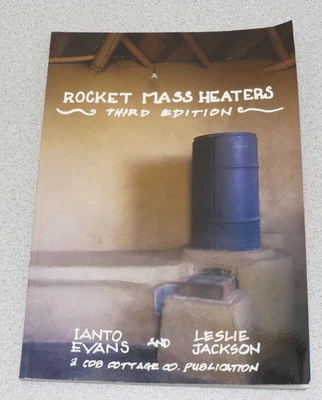 ROCKET MASS HEATERS
THIRD EDITION
IANTO EVANS AND LESLIE JACKSON
a COB COTTAGE CO. PUBLICATION